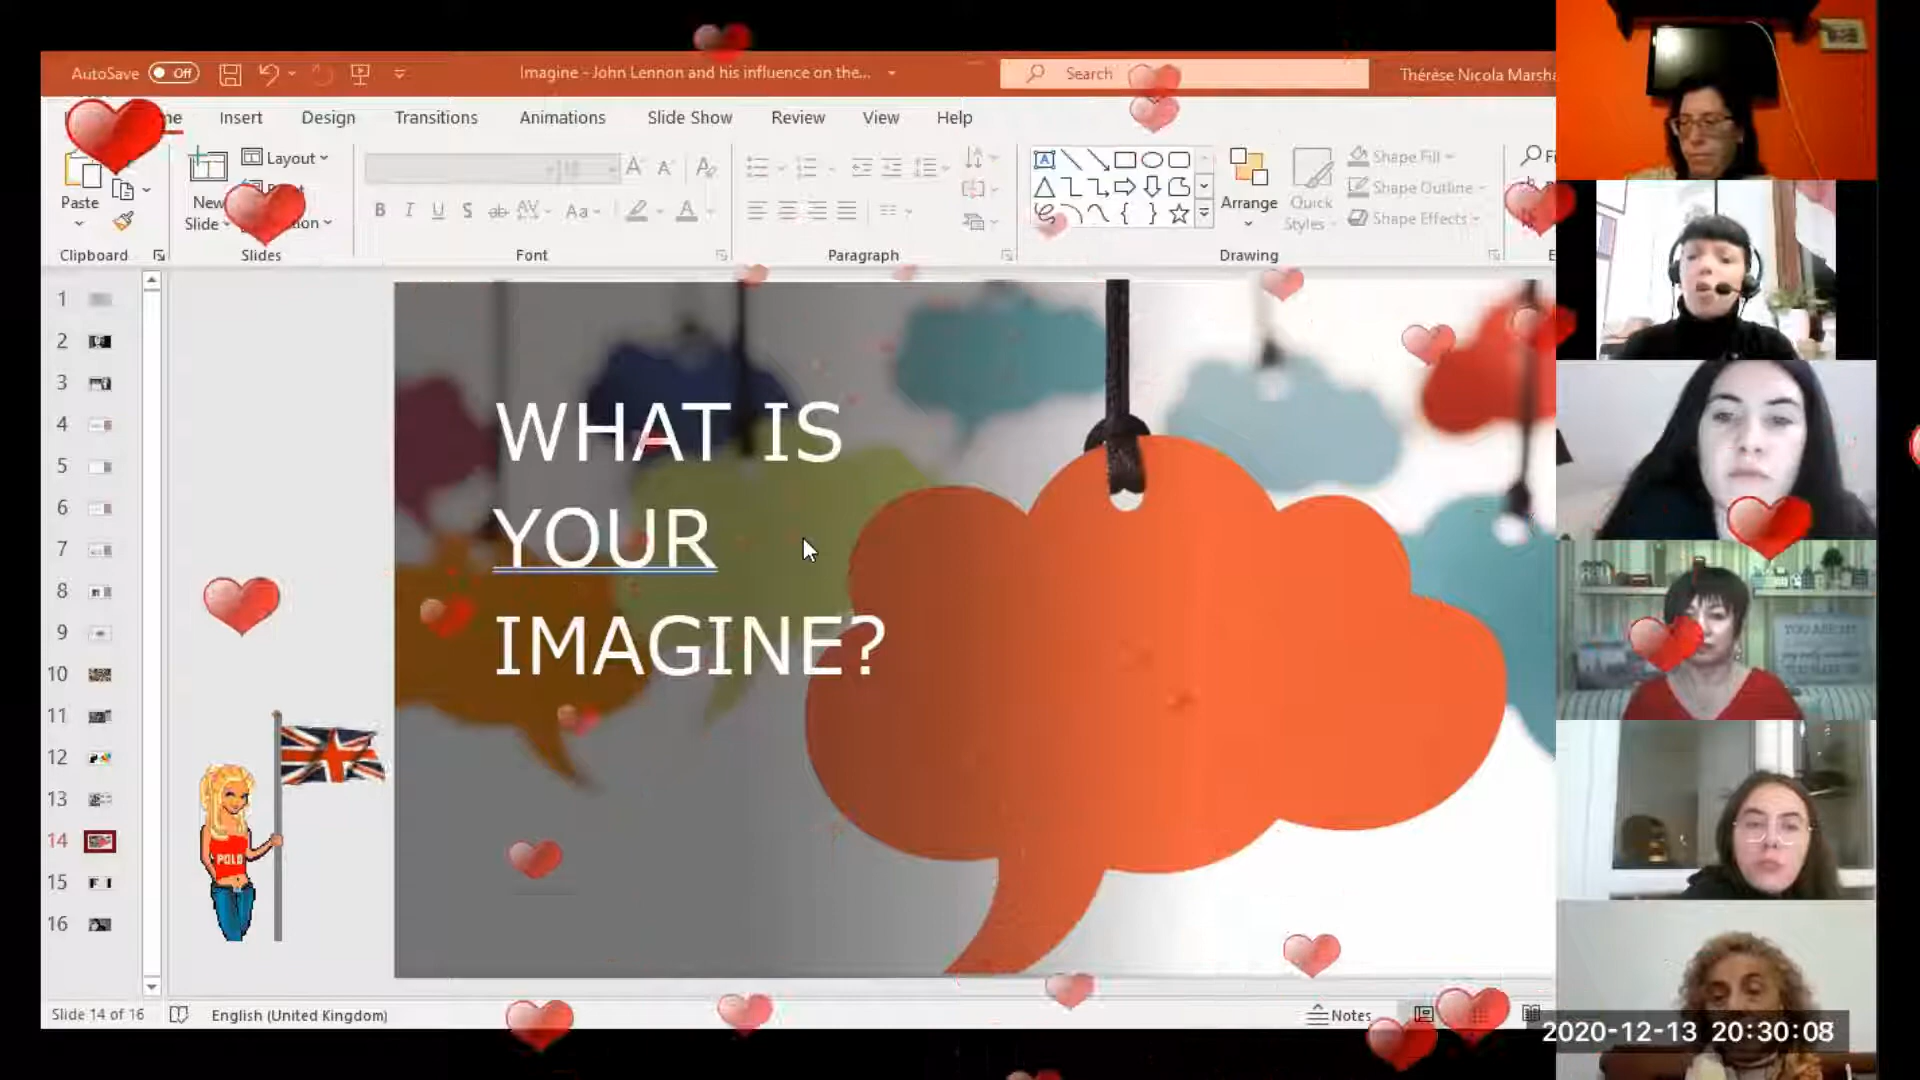 AutoSave Off Imagine - John Lennon and his influence on the... Search Thérèse Nicola Marsha
Insert Design Transitions Animations Slide Show Review View Help
Paste
New
Slide
Layout
Aa
Arrange
Quick
Styles
Shape Fill
Shape Outline
Shape Effects
Clipboard Slides Font Paragraph Drawing
1
2
3
4
5
6
7
8
9
10
11
12
13
14
15
16
WHAT IS
YOUR
IMAGINE?
POLO
Slide 14 of 16 English (United Kingdom) Notes
2020-12-13 20:30:08